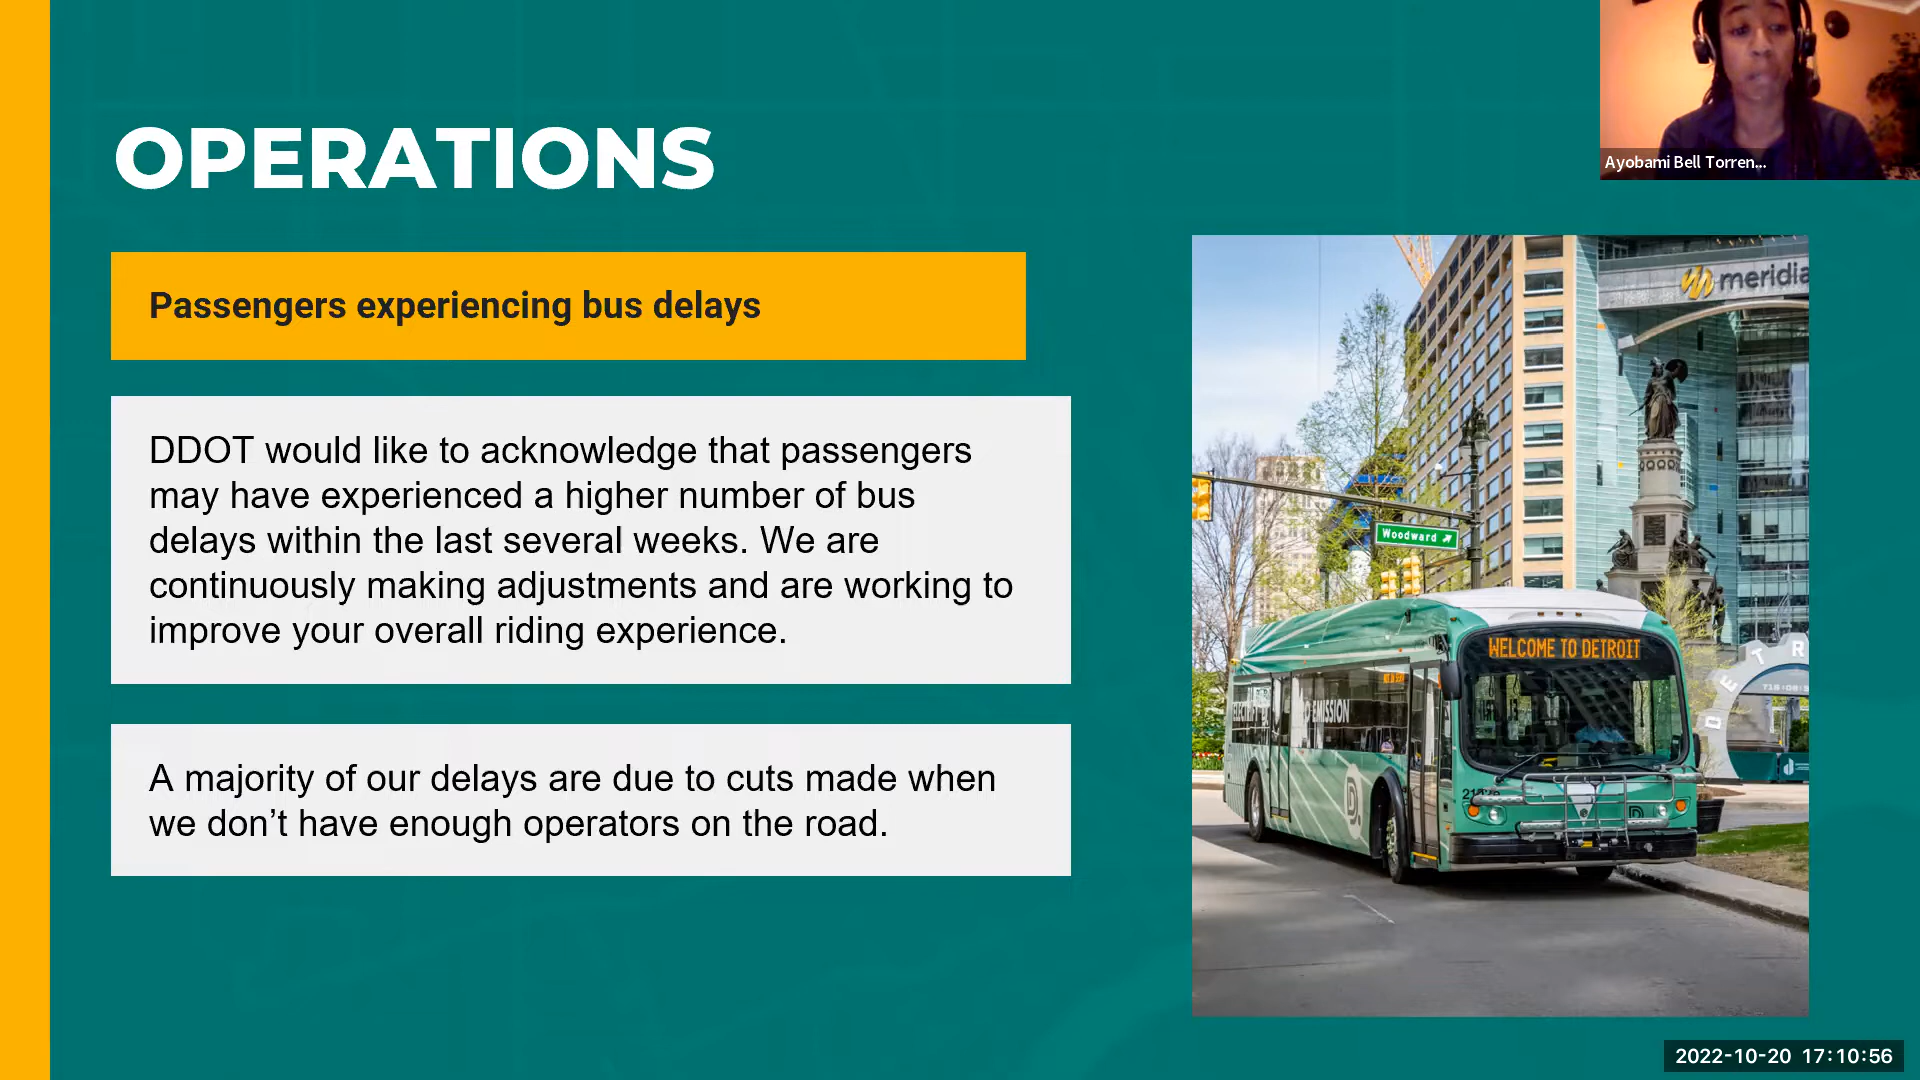 OPERATIONS
Passengers experiencing bus delays
DDOT would like to acknowledge that passengers
may have experienced a higher number of bus
delays within the last several weeks. We are
continuously making adjustments and are working to
improve your overall riding experience.
A majority of our delays are due to cuts made when
we don’t have enough operators on the road.
Ayobami Bell Torren...
meridia
Woodward
WELCOME TO DETROIT
EMISSION
D E T R
2022-10-20 17:10:56